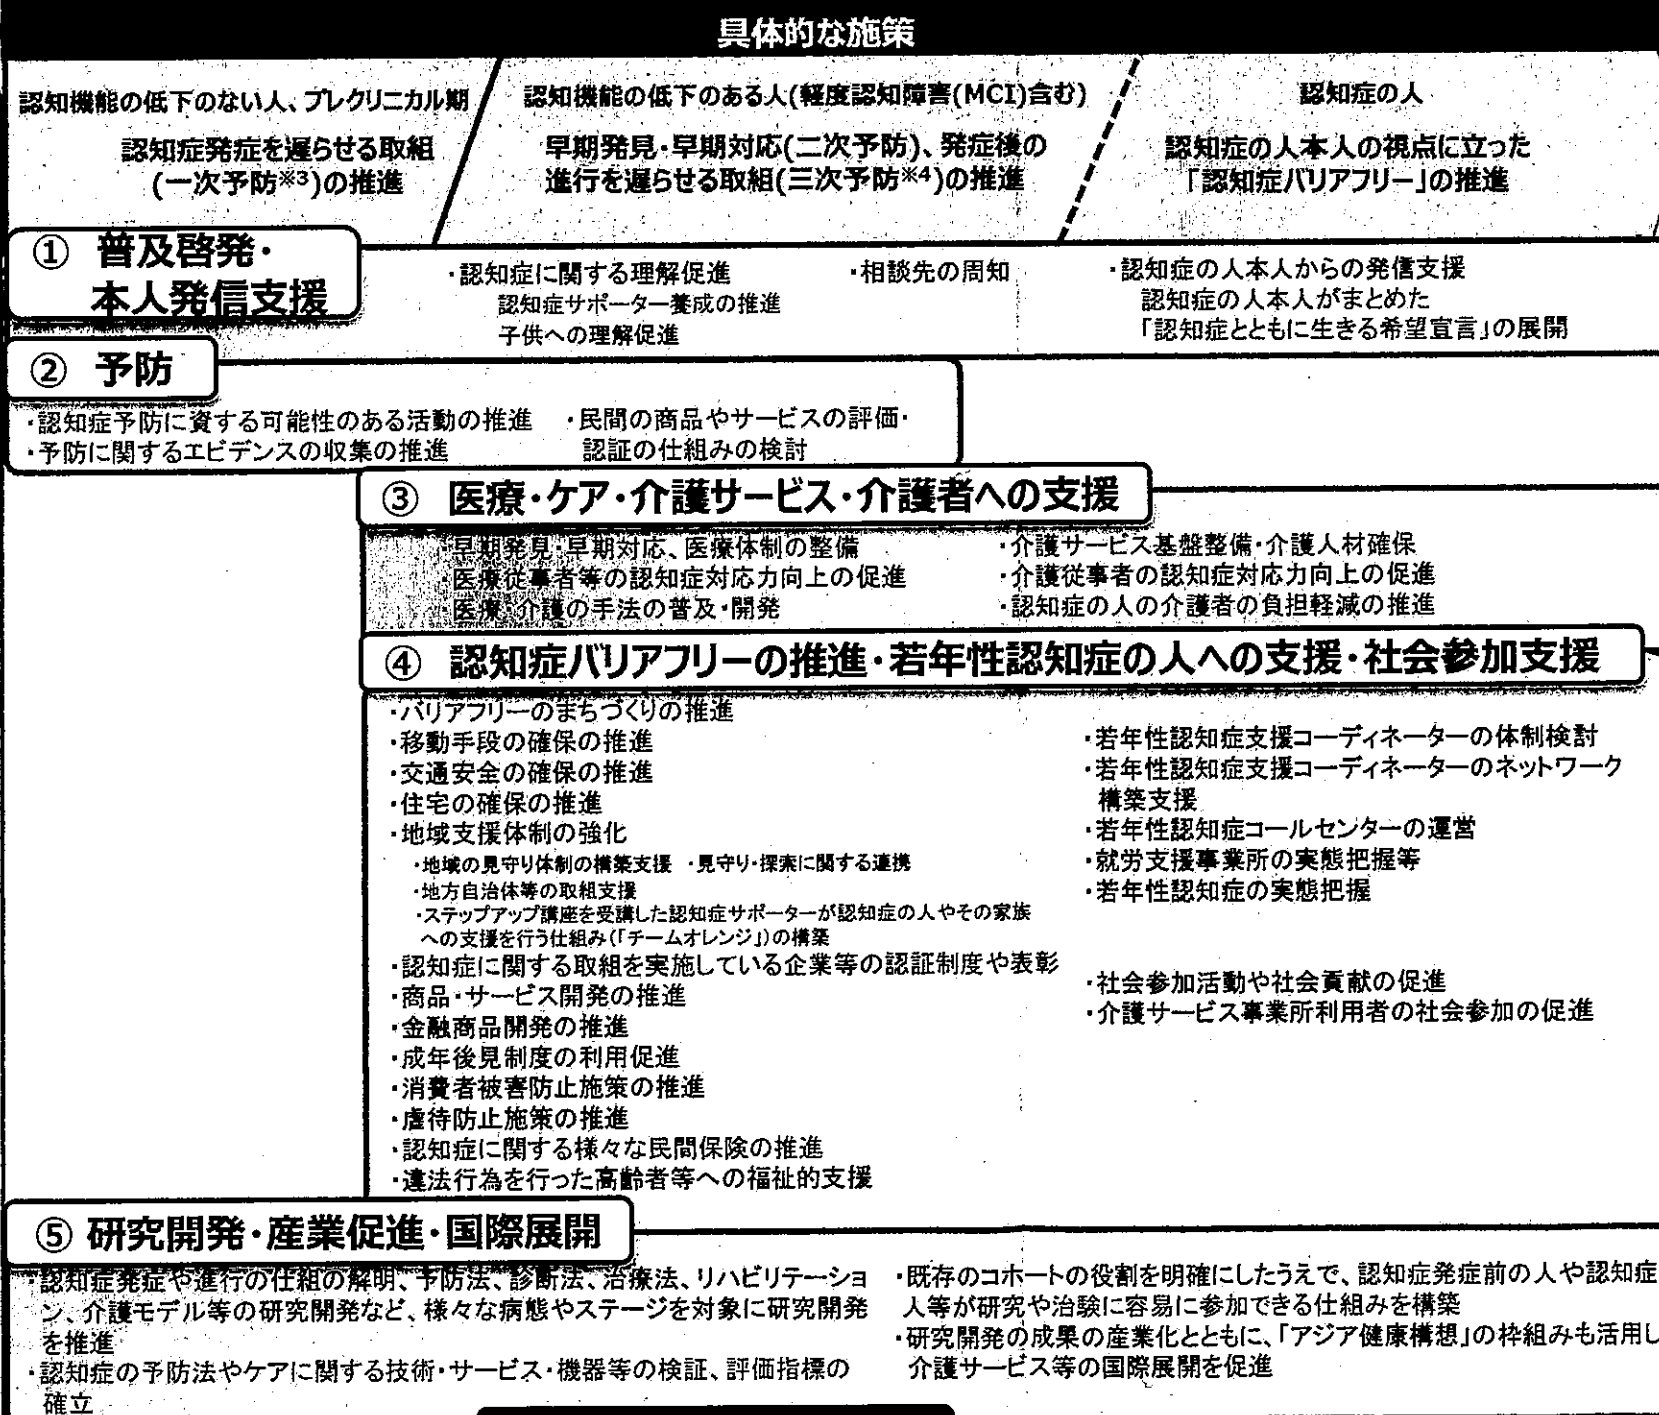 具体的な施策
認知機能の低下のない人、プレクリニカル期
認知症発症を遅らせる取組
(一次予防※3)の推進
認知機能の低下のある人(軽度認知障害(MCI)含む)
早期発見・早期対応(二次予防)、発症後の
進行を遅らせる取組(三次予防※4)の推進
認知症の人
認知症の人本人の視点に立った
「認知症バリアフリー」の推進
① 普及啓発・
本人発信支援
・認知症に関する理解促進
認知症サポーター養成の推進
子供への理解促進
・相談先の周知
・認知症の人本人からの発信支援
認知症の人本人がまとめた
「認知症とともに生きる希望宣言」の展開
② 予防
・認知症予防に資する可能性のある活動の推進
・予防に関するエビデンスの収集の推進
・民間の商品やサービスの評価・
認証の仕組みの検討
③ 医療・ケア・介護サービス・介護者への支援
・早期発見・早期対応、医療体制の整備
・医療従事者等の認知症対応力向上の促進
・医療・介護の手法の普及・開発
・介護サービス基盤整備・介護人材確保
・介護従事者の認知症対応力向上の促進
・認知症の人の介護者の負担軽減の推進
④ 認知症バリアフリーの推進・若年性認知症の人への支援・社会参加支援
・バリアフリーのまちづくりの推進
・移動手段の確保の推進
・交通安全の確保の推進
・住宅の確保の推進
・地域支援体制の強化
・地域の見守り体制の構築支援 ・見守り・探索に関する連携
・地方自治体等の取組支援
・ステップアップ講座を受講した認知症サポーターが認知症の人やその家族
への支援を行う仕組み(「チームオレンジ」)の構築
・認知症に関する取組を実施している企業等の認証制度や表彰
・商品・サービス開発の推進
・金融商品開発の推進
・成年後見制度の利用促進
・消費者被害防止施策の推進
・虐待防止施策の推進
・認知症に関する様々な民間保険の推進
・違法行為を行った高齢者等への福祉的支援
・若年性認知症支援コーディネーターの体制検討
・若年性認知症支援コーディネーターのネットワーク
構築支援
・若年性認知症コールセンターの運営
・就労支援事業所の実態把握等
・若年性認知症の実態把握
・社会参加活動や社会貢献の促進
・介護サービス事業所利用者の社会参加の促進
⑤ 研究開発・産業促進・国際展開
・認知症発症や進行の仕組の解明、予防法、診断法、治療法、リハビリテーショ
ン、介護モデル等の研究開発など、様々な病態やステージを対象に研究開発
を推進
・認知症の予防法やケアに関する技術・サービス・機器等の検証、評価指標の
確立
・既存のコホートの役割を明確にしたうえで、認知症発症前の人や認知症
人等が研究や治験に容易に参加できる仕組みを構築
・研究開発の成果の産業化とともに、「アジア健康構想」の枠組みも活用し
介護サービス等の国際展開を促進